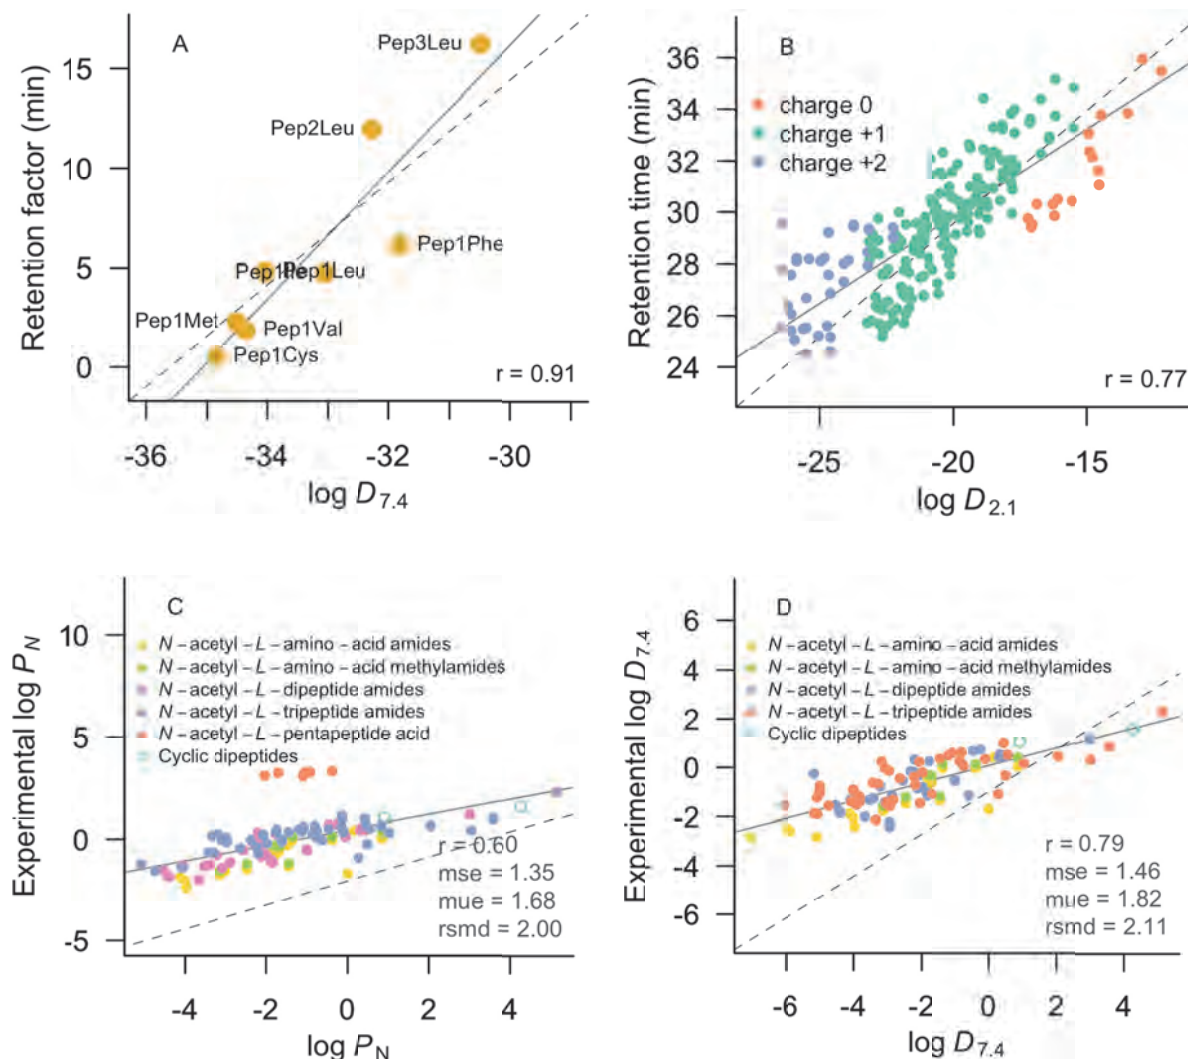 A
Pep3Leu
Pep2Leu
Pep1Phe
Pep1Leu
Pep1Met
Pep1Val
Pep1Cys
r = 0.91
15
10
5
0
Retention factor (min)
-36
-34
-32
-30
log D7.4
B
charge 0
charge +1
charge +2
r = 0.77
36
34
32
30
28
26
24
Retention time (min)
-25
-20
-15
log D2.1
C
N-acetyl-L-amino-acid amides
N-acetyl-L-amino-acid methylamides
N-acetyl-L-dipeptide amides
N-acetyl-L-tripeptide amides
N-acetyl-L-pentapeptide acid
Cyclic dipeptides
r = 0.60
mse = 1.35
mue = 1.68
rsmd = 2.00
10
5
0
-5
Experimental log PN
-4
-2
0
2
4
log PN
D
N-acetyl-L-amino-acid amides
N-acetyl-L-amino-acid methylamides
N-acetyl-L-dipeptide amides
N-acetyl-L-tripeptide amides
Cyclic dipeptides
r = 0.79
mse = 1.46
mue = 1.82
rsmd = 2.11
6
4
2
0
-2
-4
-6
Experimental log D7.4
-6
-4
-2
0
2
4
log D7.4